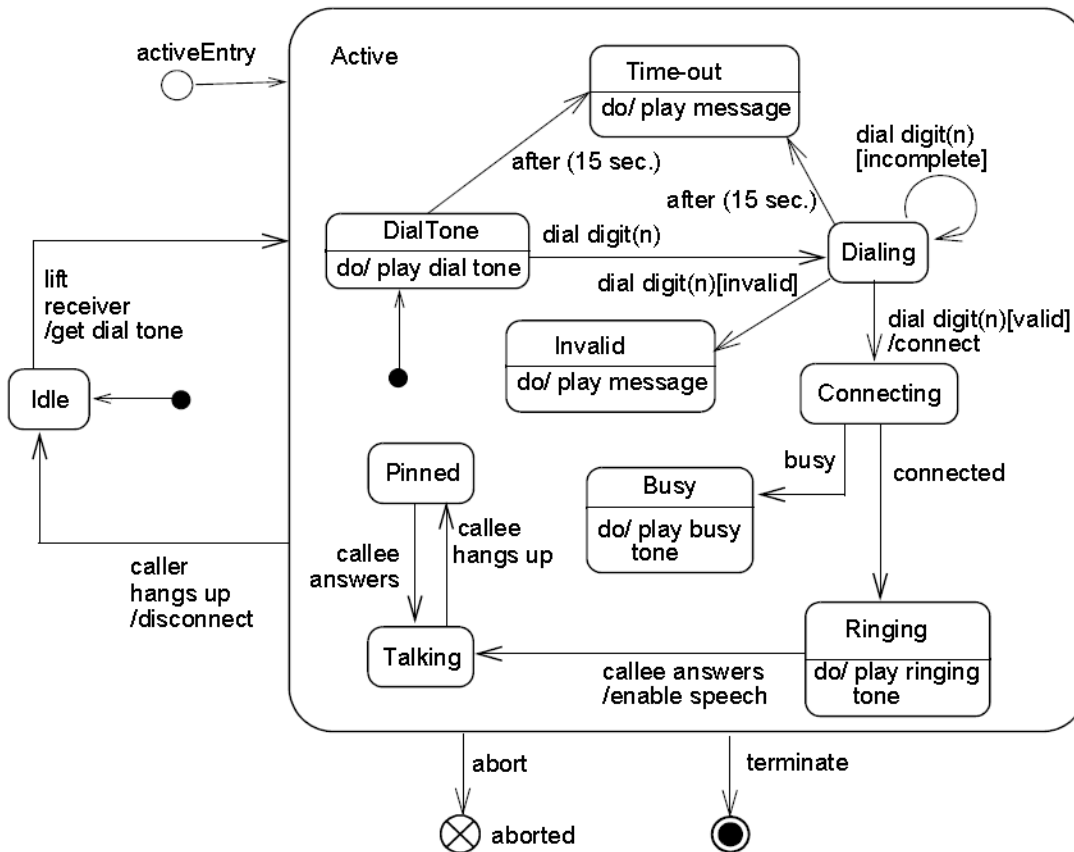 activeEntry
Active
Time-out
do/ play message
dial digit(n)
[incomplete]
after (15 sec.)
after (15 sec.)
DialTone
do/ play dial tone
dial digit(n)
Dialing
lift
receiver
/get dial tone
dial digit(n)[invalid]
dial digit(n)[valid]
/connect
Invalid
do/ play message
Idle
Connecting
Pinned
busy
connected
Busy
do/ play busy
tone
callee
hangs up
callee
answers
caller
hangs up
/disconnect
Talking
Ringing
do/ play ringing
tone
callee answers
/enable speech
abort
terminate
aborted